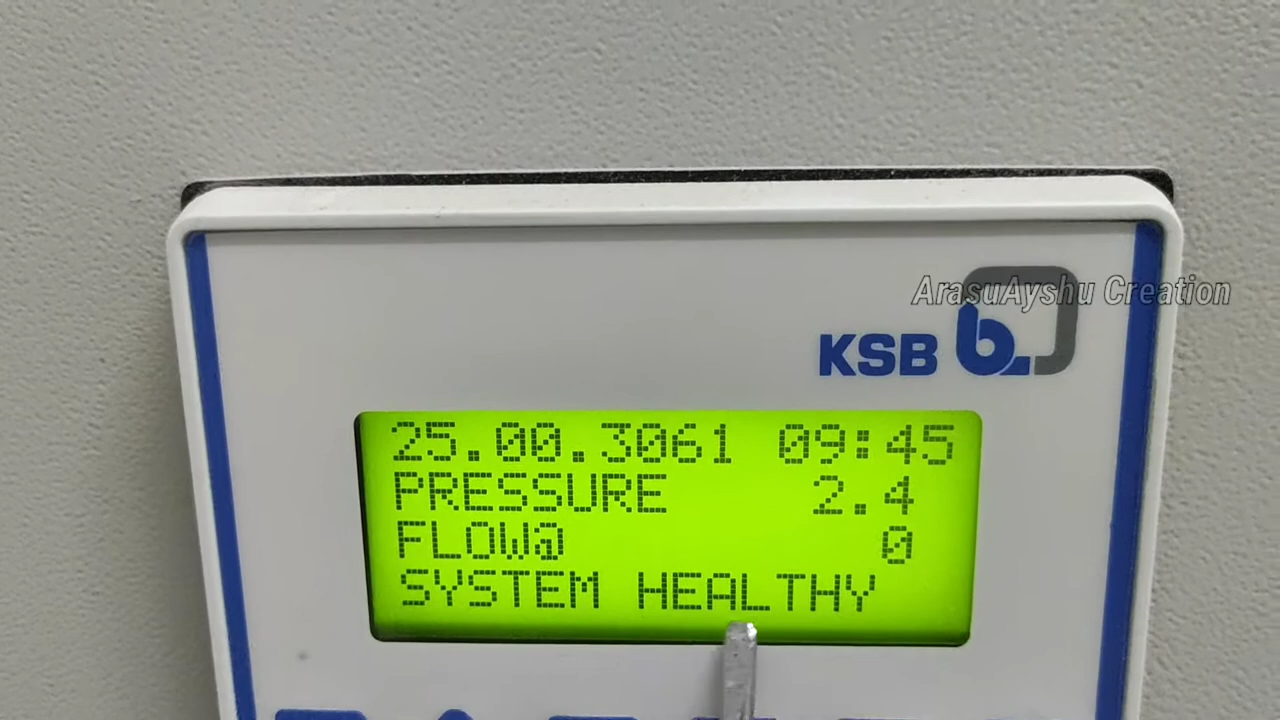 ArasuAyshu Creation
KSB
25.00.3061 09:45
PRESSURE 2.4
FLOW@ 0
SYSTEM HEALTHY